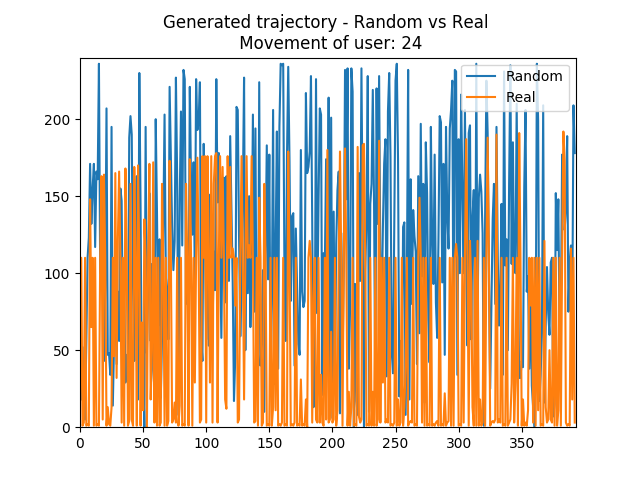 Generated trajectory - Random vs Real
Movement of user: 24
Random
Real
200
150
100
50
0
0 50 100 150 200 250 300 350